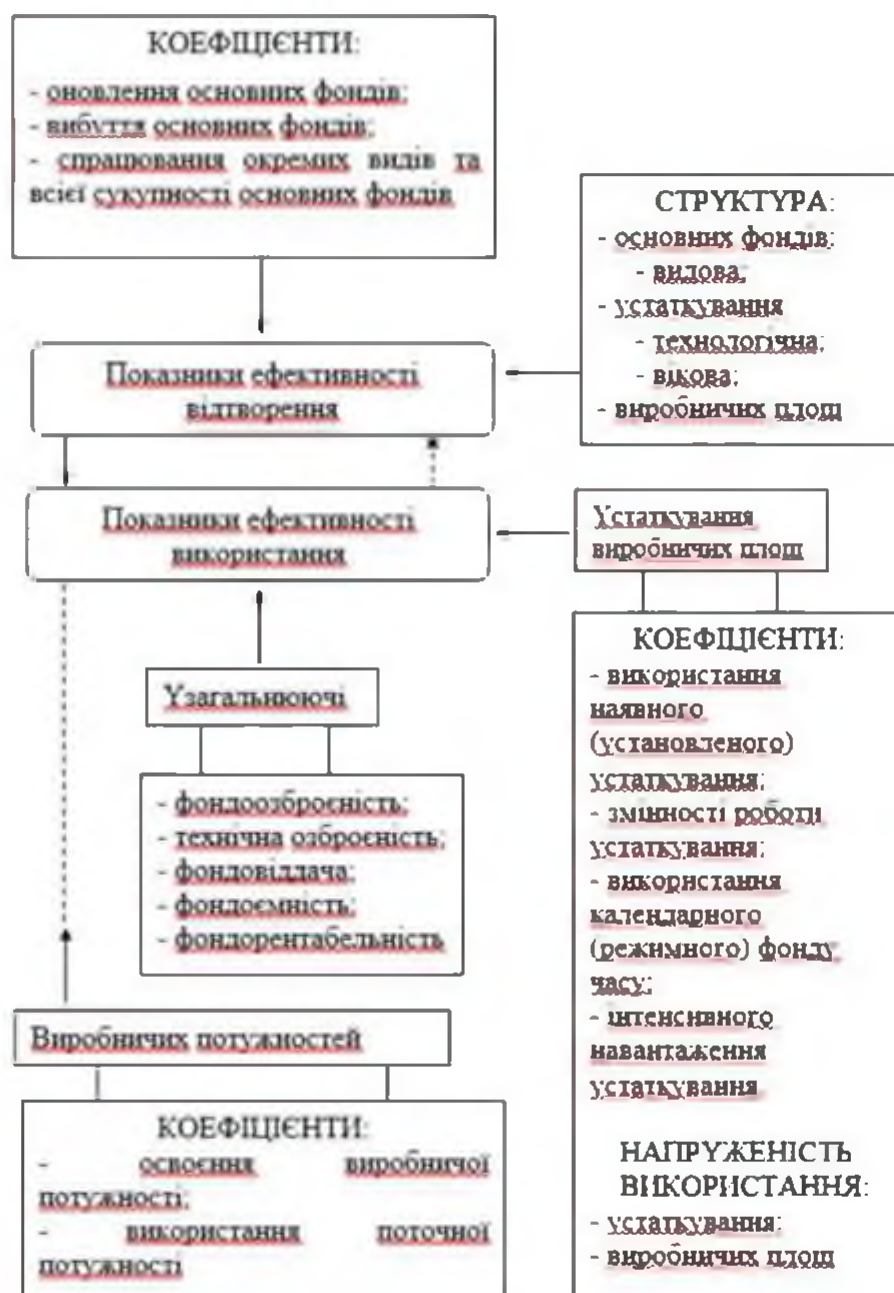 КОЕФІЦІЄНТИ:
- оновлення основних фондів;
- вибуття основних фондів;
- спрацювання окремих видів та
всієї сукупності основних фондів
СТРУКТУРА:
- основних фондів:
- видова;
- устаткування
- технологічна;
- вікова;
- виробничих площ
Показники ефективності
відтворення
Показники ефективності
використання
Устаткування
виробничих площ
Узагальнюючі
- фондоозброєність;
- технічна озброєність;
- фондовіддача;
- фондоємність;
- фондорентабельність
КОЕФІЦІЄНТИ:
- використання
наявного
(установленого)
устаткування;
- змінності роботи
устаткування;
- використання
календарного
(режимного) фонду
часу;
- інтенсивного
навантаження
устаткування
НАПРУЖЕНІСТЬ
ВИКОРИСТАННЯ:
- устаткування;
- виробничих площ
Виробничих потужностей
КОЕФІЦІЄНТИ:
- освоєння виробничої
потужності;
- використання поточної
потужності